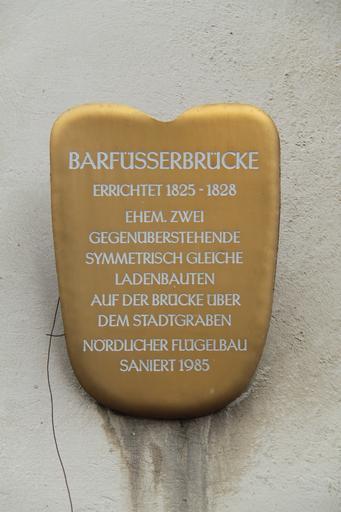 BARFÜSSERBRÜCKE
ERRICHTET 1825 - 1828
EHEM. ZWEI
GEGENÜBERSTEHENDE
SYMMETRISCH GLEICHE
LADENBAUTEN
AUF DER BRÜCKE ÜBER
DEM STADTGRABEN
NÖRDLICHER FLÜGELBAU
SANIERT 1985